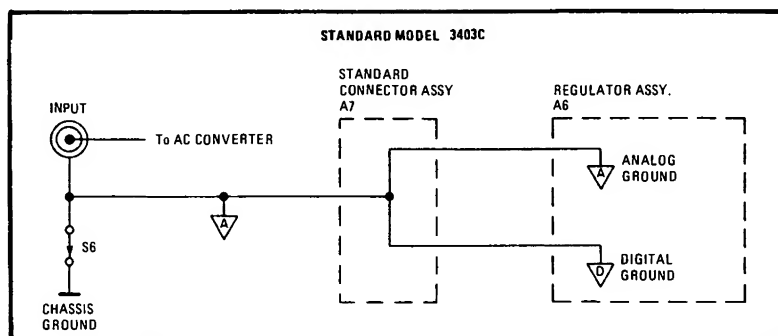 STANDARD MODEL 3403C
STANDARD
CONNECTOR ASSY
A7
REGULATOR ASSY.
A6
INPUT
To AC CONVERTER
A
ANALOG
GROUND
A
S6
D
DIGITAL
GROUND
CHASSIS
GROUND